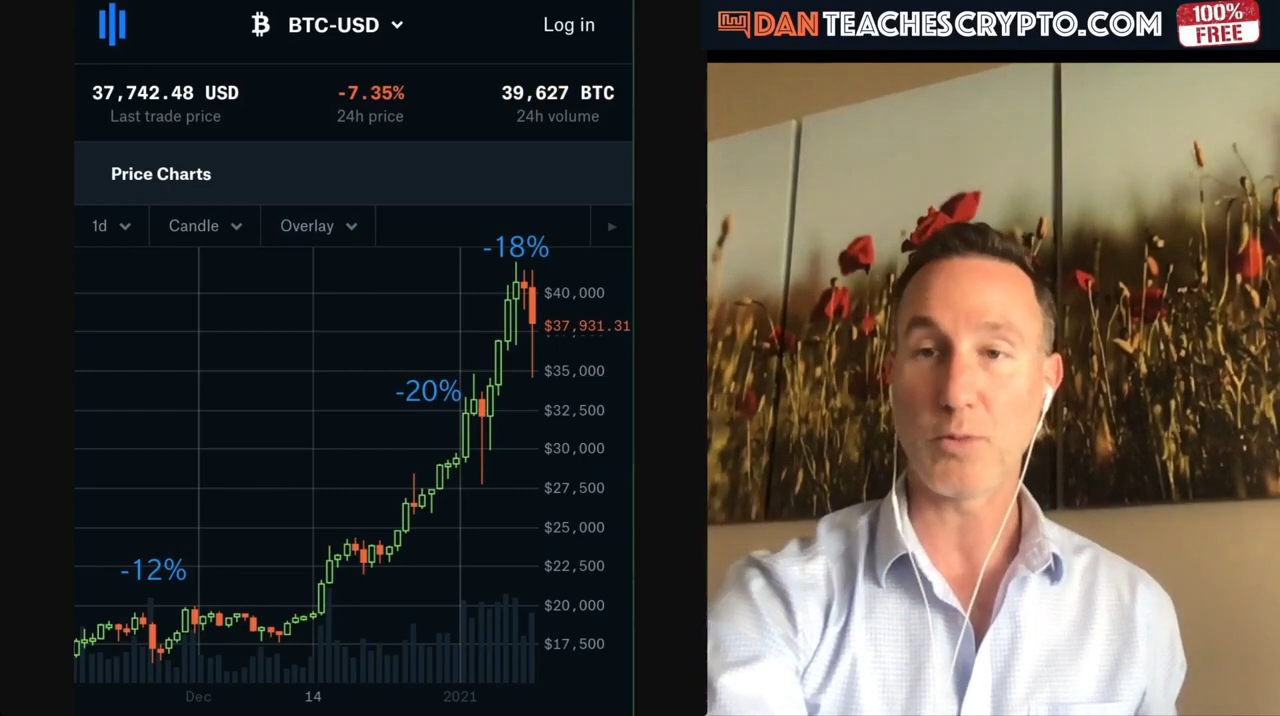 BTC-USD
Log in
37,742.48 USD
-7.35%
39,627 BTC
Last trade price
24h price
24h volume
Price Charts
1d
Candle
Overlay
-18%
$40,000
$37,931.31
$35,000
-20%
$32,500
$30,000
$27,500
$25,000
-12%
$22,500
$20,000
$17,500
Dec
14
2021
DANTEACHESCRYPTO.COM
100%
FREE